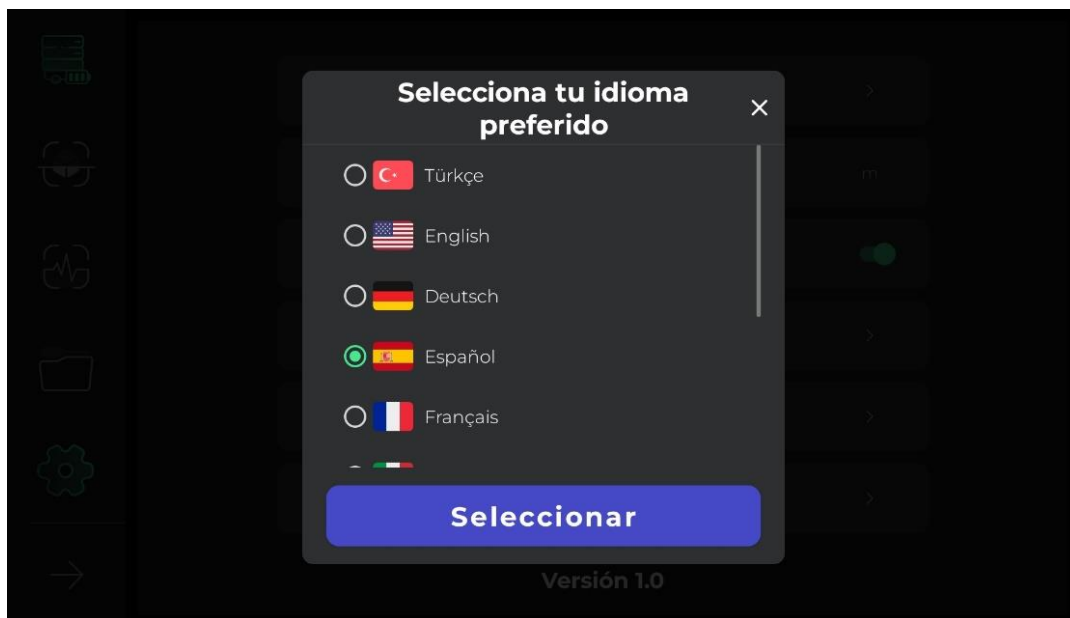 Selecciona tu idioma
preferido
Türkçe
English
Deutsch
Español
Français
Seleccionar
m
Versión 1.0